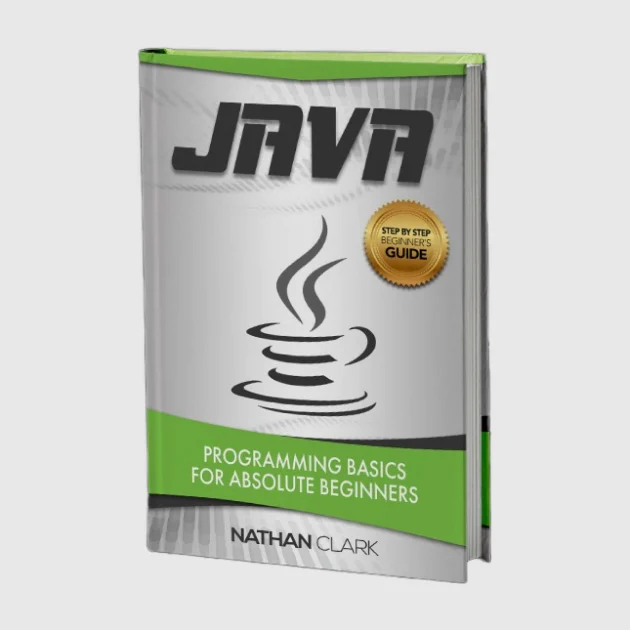 JAVA
STEP BY STEP
BEGINNER'S
GUIDE
PROGRAMMING BASICS
FOR ABSOLUTE BEGINNERS
NATHAN CLARK